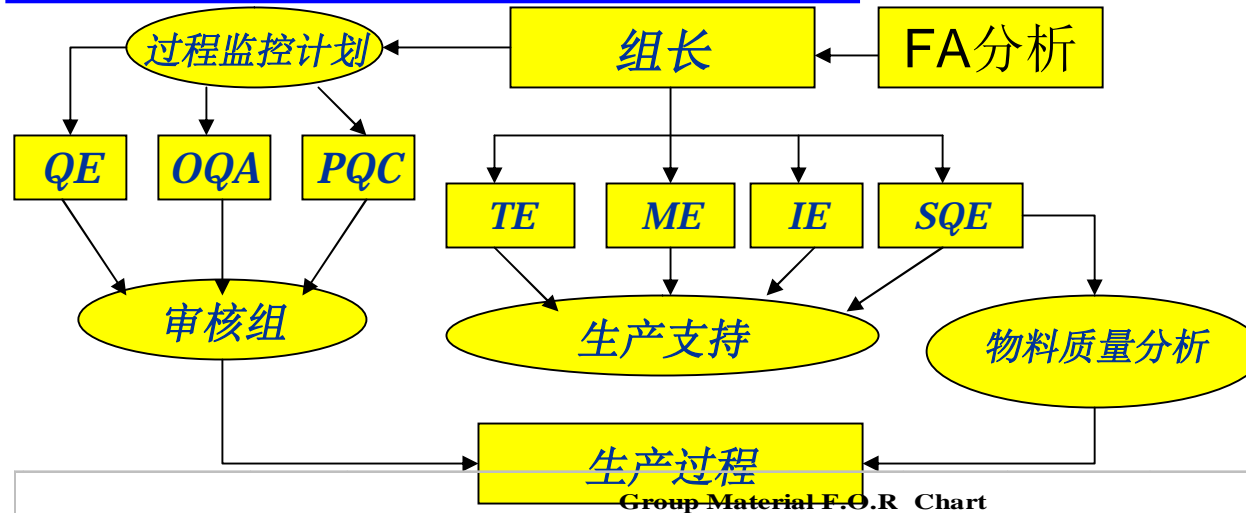 过程监控计划
组长
FA分析
QE
OQA
PQC
TE
ME
IE
SQE
审核组
生产支持
物料质量分析
生产过程
Group Material F.O.R Chart